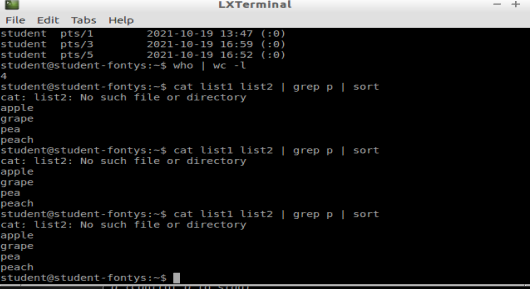 LXTerminal
File Edit Tabs Help
student pts/1 2021-10-19 13:47 (:0)
student pts/3 2021-10-19 16:59 (:0)
student pts/5 2021-10-19 16:52 (:0)
student@student-fontys:~$ who | wc -l
4
student@student-fontys:~$ cat list1 list2 | grep p | sort
cat: list2: No such file or directory
apple
grape
pea
peach
student@student-fontys:~$ cat list1 list2 | grep p | sort
cat: list2: No such file or directory
apple
grape
pea
peach
student@student-fontys:~$ cat list1 list2 | grep p | sort
cat: list2: No such file or directory
apple
grape
pea
peach
student@student-fontys:~$